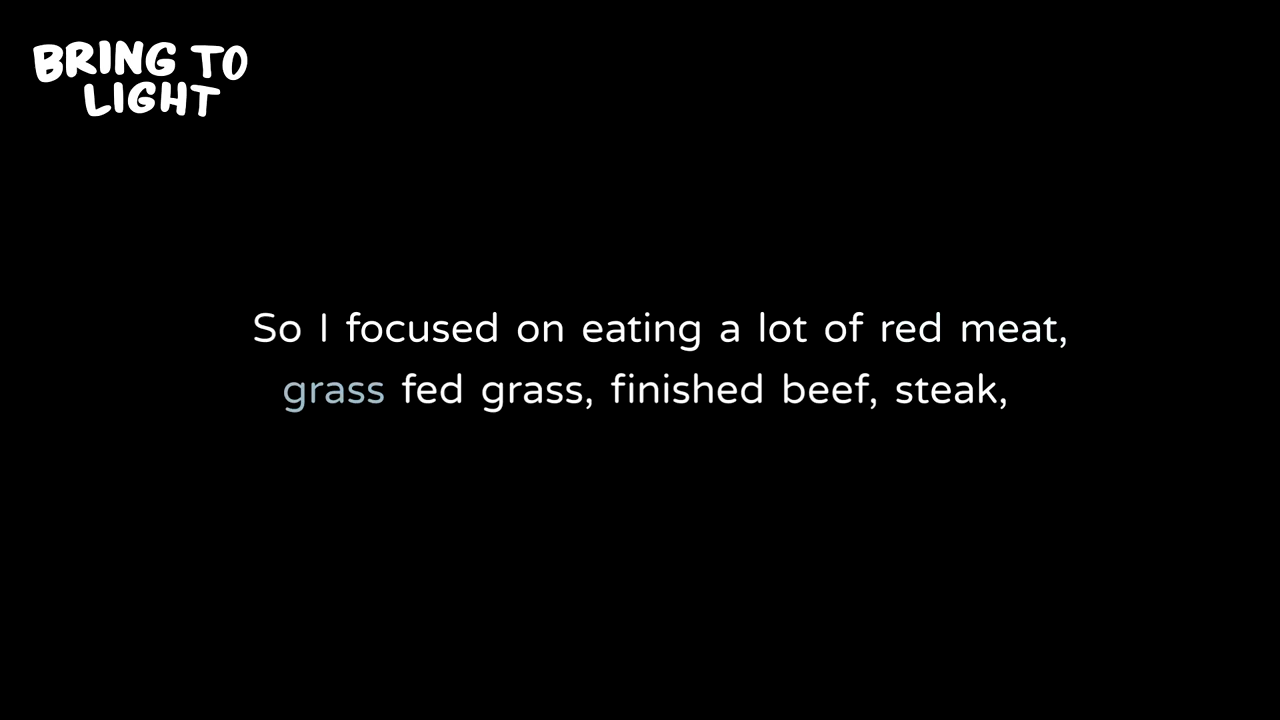 BRING TO
LIGHT
So I focused on eating a lot of red meat,
grass fed grass, finished beef, steak,